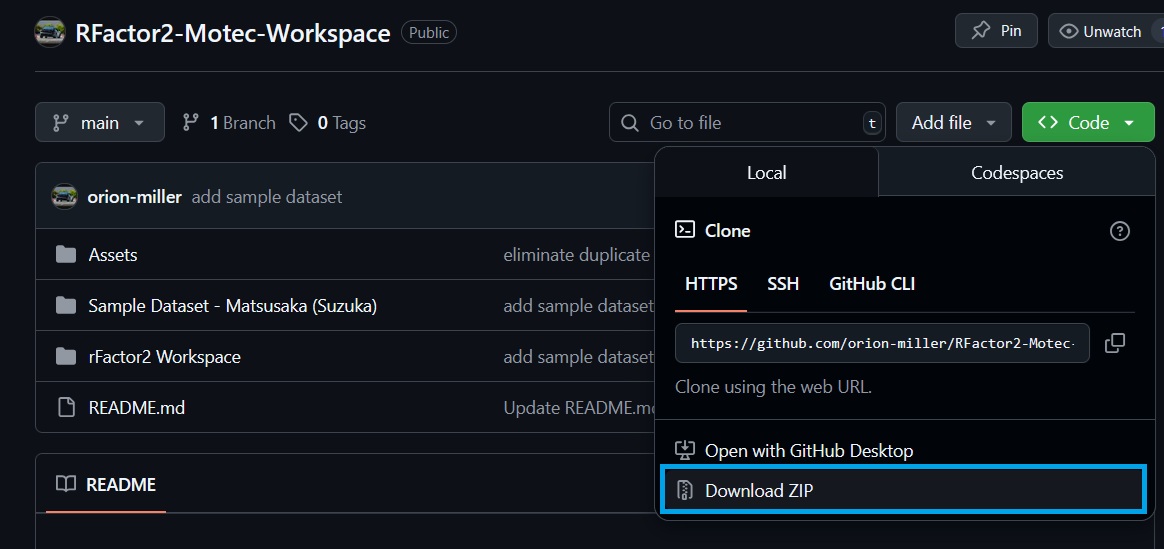 RFactor2-Motec-Workspace Public Pin Unwatch
main 1 Branch 0 Tags Go to file t Add file Code
Local Codespaces
orion-miller add sample dataset
Clone
Assets eliminate duplicate
HTTPS SSH GitHub CLI
Sample Dataset - Matsusaka (Suzuka) add sample dataset
https://github.com/orion-miller/RFactor2-Motec-
rFactor2 Workspace add sample dataset
Clone using the web URL.
README.md Update README.md
Open with GitHub Desktop
README Download ZIP